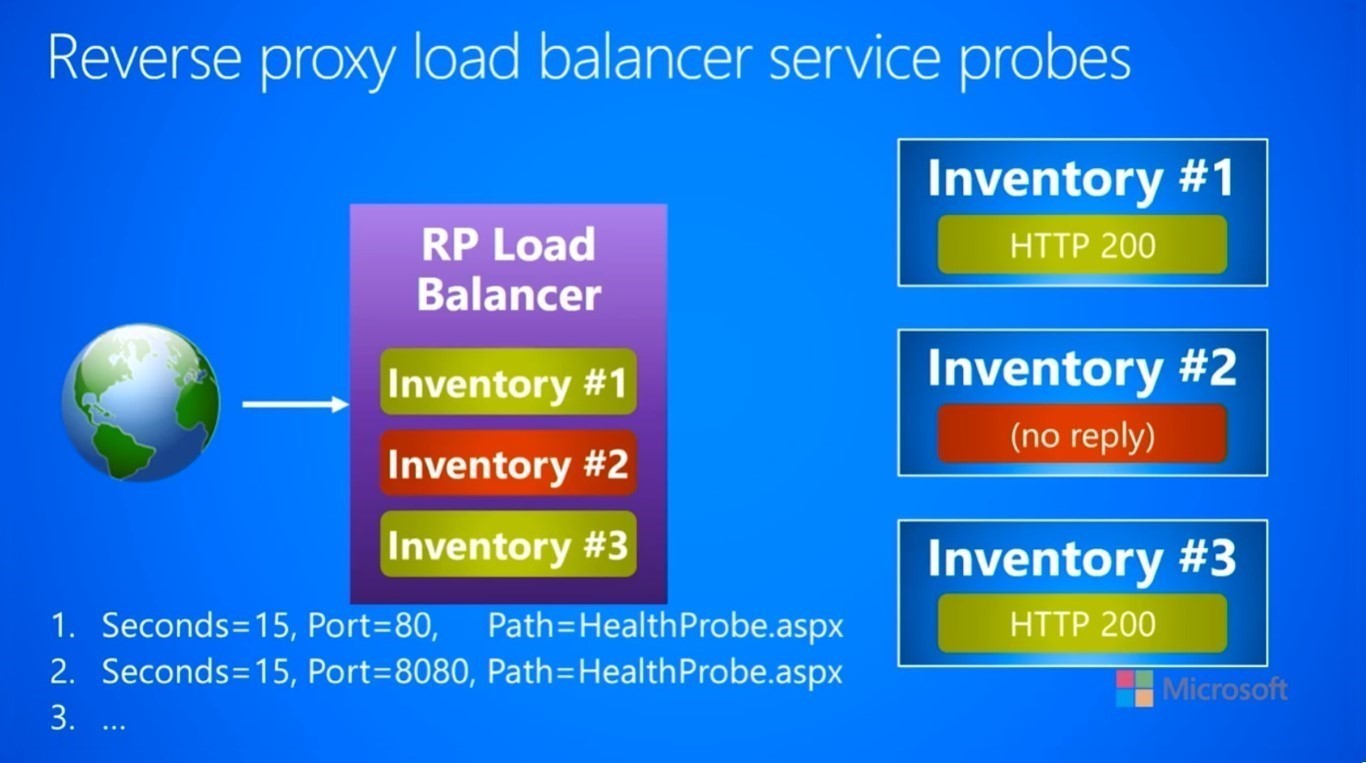 Reverse proxy load balancer service probes
RP Load
Balancer
Inventory #1
Inventory #2
Inventory #3
Inventory #1
HTTP 200
Inventory #2
(no reply)
Inventory #3
HTTP 200
1. Seconds=15, Port=80, Path=HealthProbe.aspx
2. Seconds=15, Port=8080, Path=HealthProbe.aspx
3. ...
Microsoft